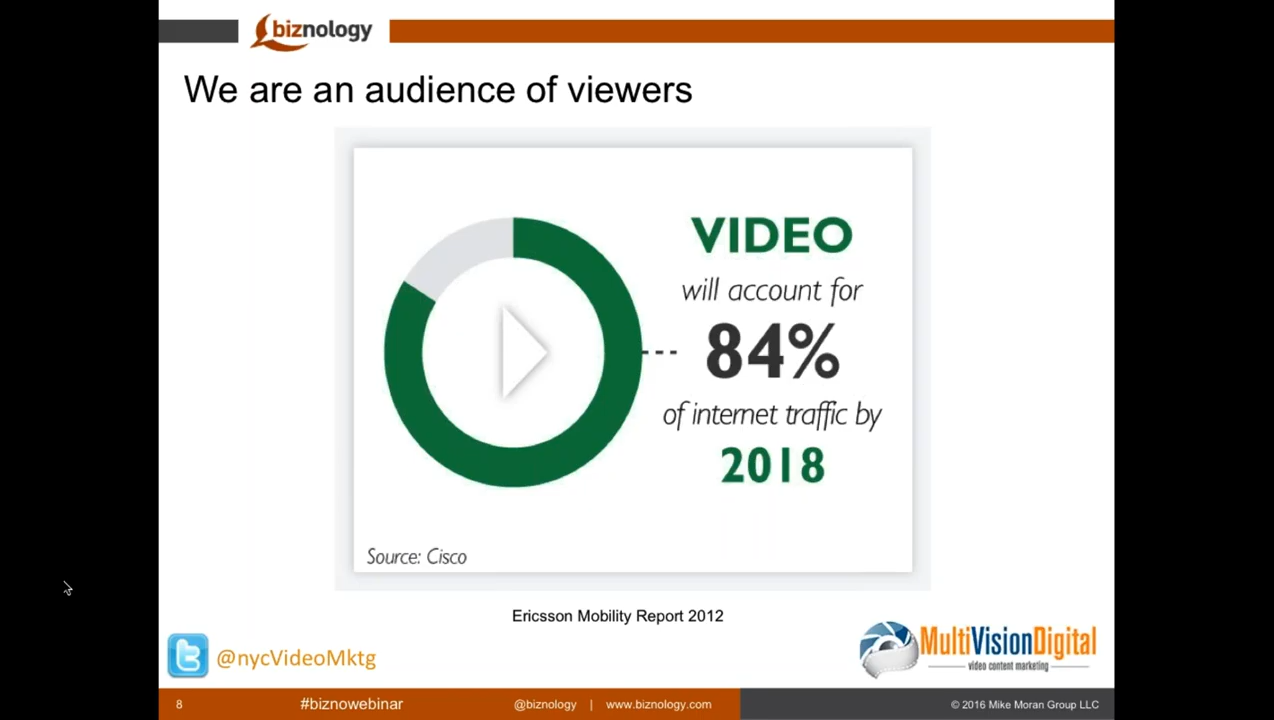 biznology
We are an audience of viewers
VIDEO
will account for
84%
of internet traffic by
2018
Source: Cisco
Ericsson Mobility Report 2012
@nycVideoMktg
MultiVisionDigital
video content marketing
8
#biznowebinar
@biznology | www.biznology.com
© 2016 Mike Moran Group LLC